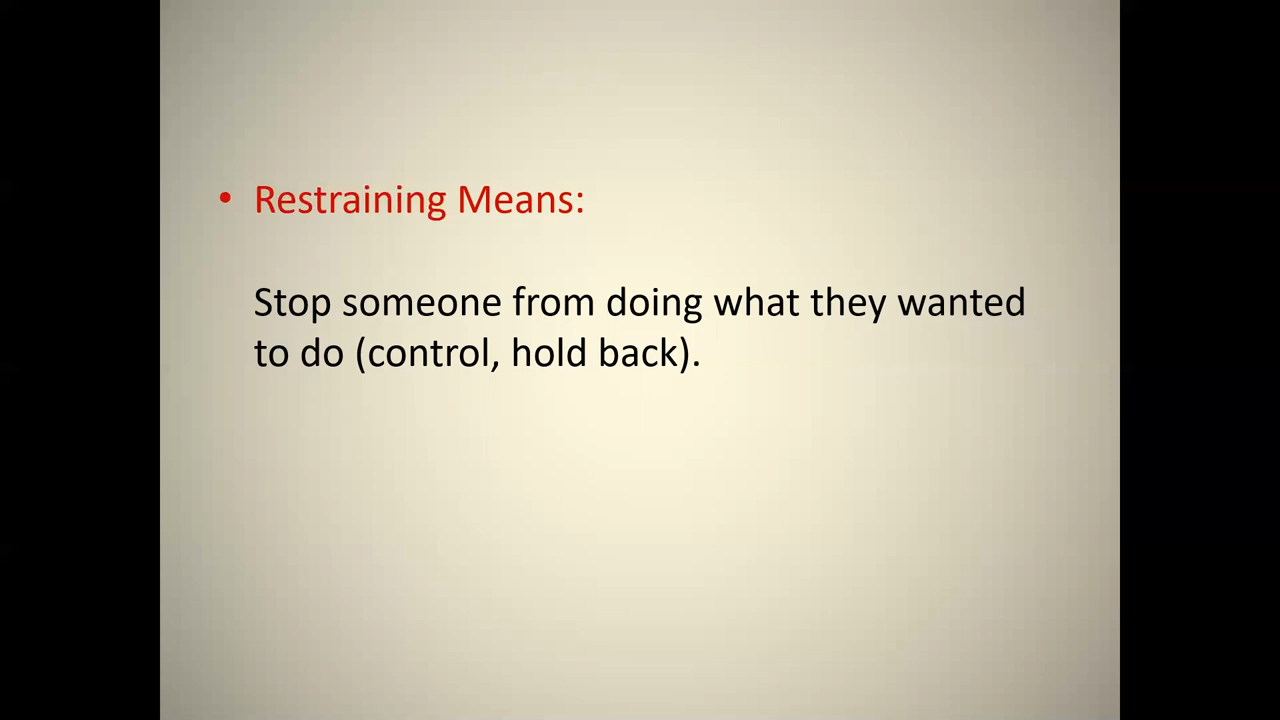 • Restraining Means:
Stop someone from doing what they wanted
to do (control, hold back).